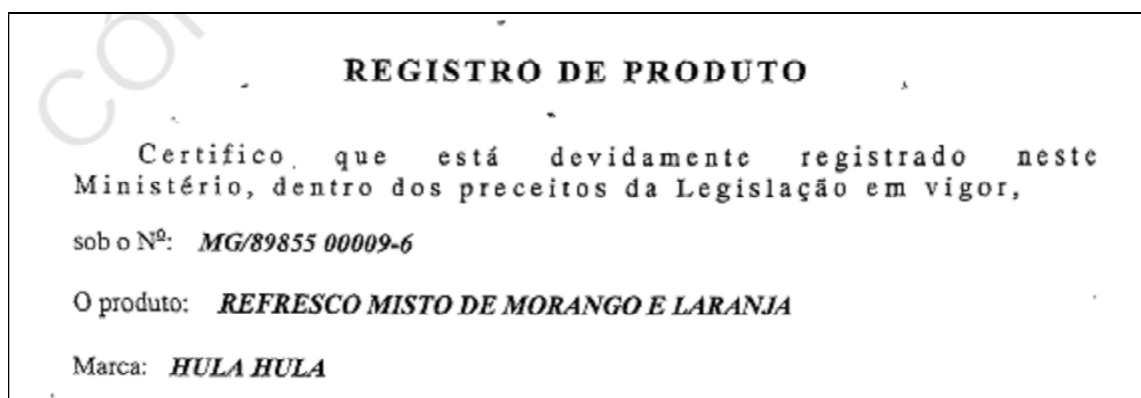 REGISTRO DE PRODUTO
Certifico que está devidamente registrado neste
Ministério, dentro dos preceitos da Legislação em vigor,
sob o Nº: MG/89855 00009-6
O produto: REFRESCO MISTO DE MORANGO E LARANJA
Marca: HULA HULA